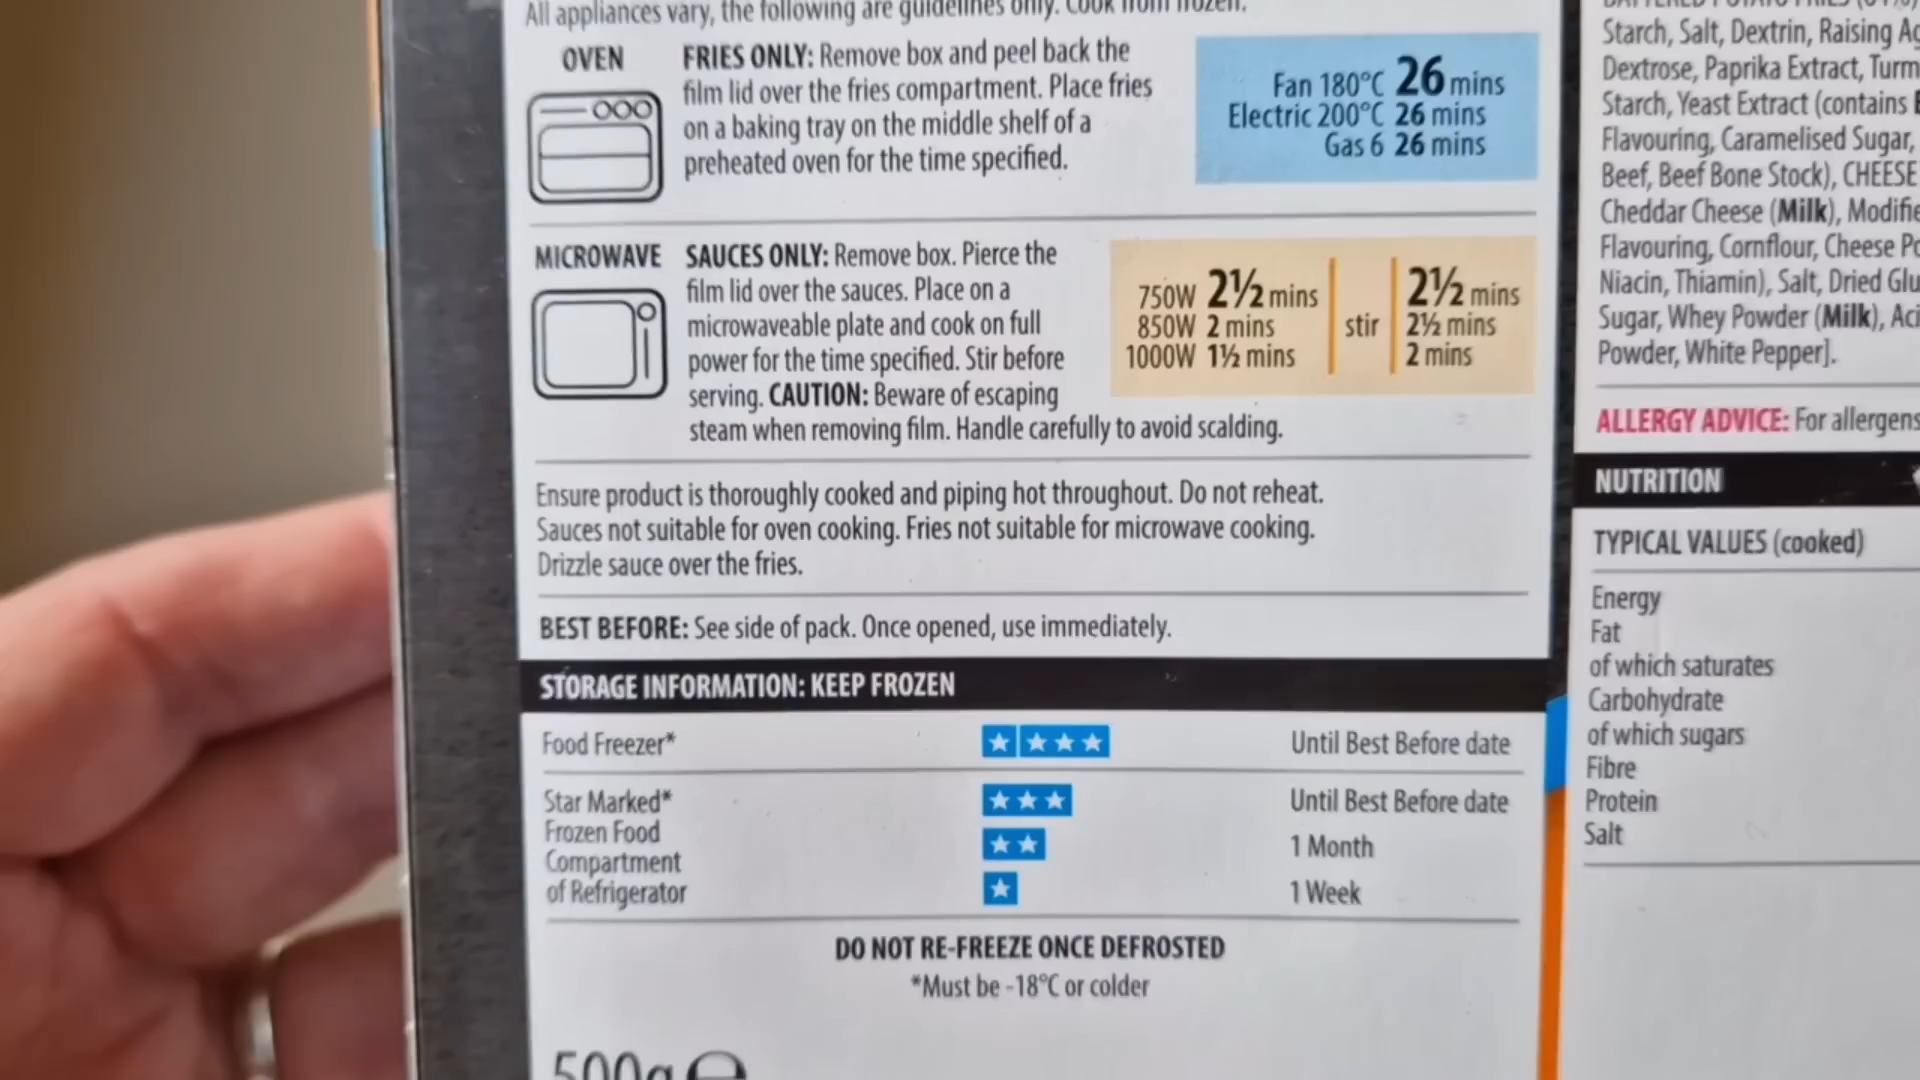 All appliances vary, the following are guidelines only. Cook from frozen.
OVEN
FRIES ONLY: Remove box and peel back the
film lid over the fries compartment. Place fries
on a baking tray on the middle shelf of a
preheated oven for the time specified.
Fan 180°C 26 mins
Electric 200°C 26 mins
Gas 6 26 mins
MICROWAVE
SAUCES ONLY: Remove box. Pierce the
film lid over the sauces. Place on a
microwaveable plate and cook on full
power for the time specified. Stir before
serving. CAUTION: Beware of escaping
steam when removing film. Handle carefully to avoid scalding.
750W 2½ mins stir 2½ mins
850W 2 mins 2½ mins
1000W 1½ mins 2 mins
Ensure product is thoroughly cooked and piping hot throughout. Do not reheat.
Sauces not suitable for oven cooking. Fries not suitable for microwave cooking.
Drizzle sauce over the fries.
BEST BEFORE: See side of pack. Once opened, use immediately.
STORAGE INFORMATION: KEEP FROZEN
Food Freezer* Until Best Before date
Star Marked* Until Best Before date
Frozen Food
Compartment 1 Month
of Refrigerator 1 Week
DO NOT RE-FREEZE ONCE DEFROSTED
*Must be -18°C or colder
500g e
Starch, Salt, Dextrin, Raising
Dextrose, Paprika Extract,
Starch, Yeast Extract (contains
Flavouring, Caramelised Sugar,
Beef, Beef Bone Stock), CHEESE
Cheddar Cheese (Milk),
Flavouring, Cornflour, Cheese
Niacin, Thiamin), Salt, Dried
Sugar, Whey Powder (Milk),
Powder, White Pepper].
ALLERGY ADVICE: For allergens
NUTRITION
TYPICAL VALUES (cooked)
Energy
Fat
of which saturates
Carbohydrate
of which sugars
Fibre
Protein
Salt